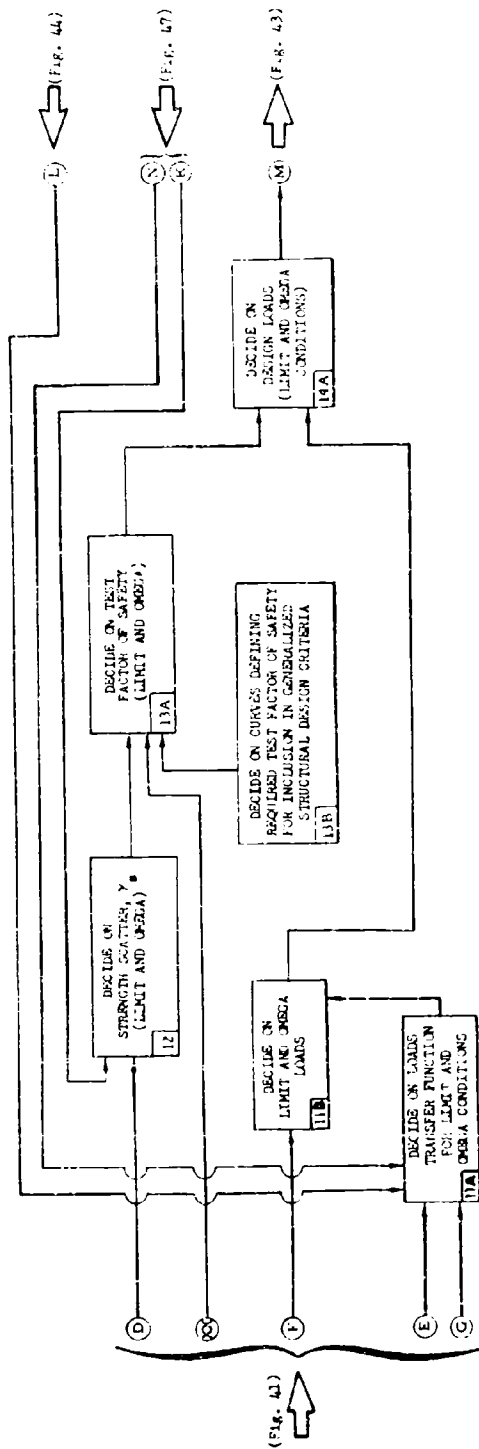 (Fig. 44)
L
(Fig. 47)
N
K
(Fig. 43)
M
DECIDE ON
DESIGN LOADS
(LIMIT AND OMEGA
CONDITIONS)
14A
DECIDE ON TEST
FACTOR OF SAFETY
(LIMIT AND OMEGA)
13A
DECIDE ON CURVES DEFINING
REQUIRED TEST FACTOR OF SAFETY
FOR INCLUSION IN GENERALIZED
STRUCTURAL DESIGN CRITERIA
13B
DECIDE ON
STRENGTH SCATTER, γ
(LIMIT AND OMEGA)
12
DECIDE ON
LIMIT AND OMEGA
LOADS
11B
DECIDE ON LOADS
TRANSFER FUNCTION
FOR LIMIT AND
OMEGA CONDITIONS
11A
D
F
E
G
(Fig. 41)